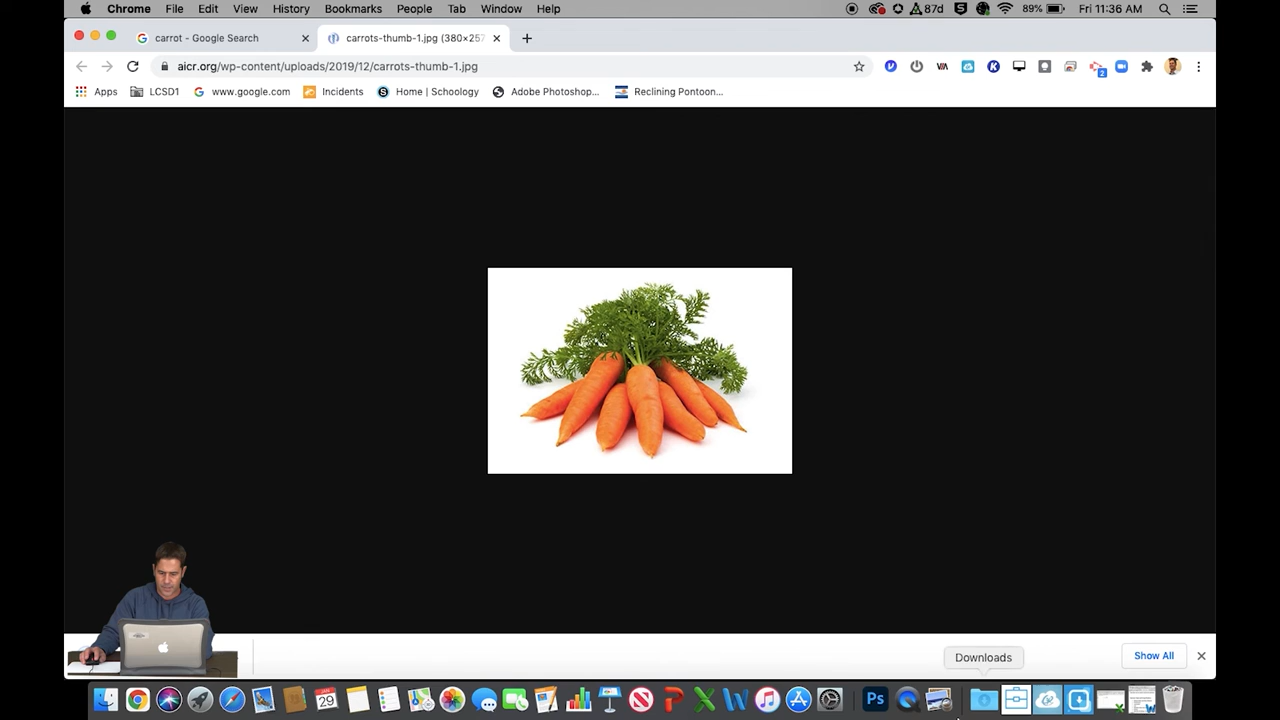 Chrome File Edit View History Bookmarks People Tab Window Help 87d 89% Fri 11:36 AM
carrot - Google Search carrots-thumb-1.jpg (380×257
aicr.org/wp-content/uploads/2019/12/carrots-thumb-1.jpg
Apps LCSD1 www.google.com Incidents Home | Schoology Adobe Photoshop... Reclining Pontoon...
Downloads
Show All